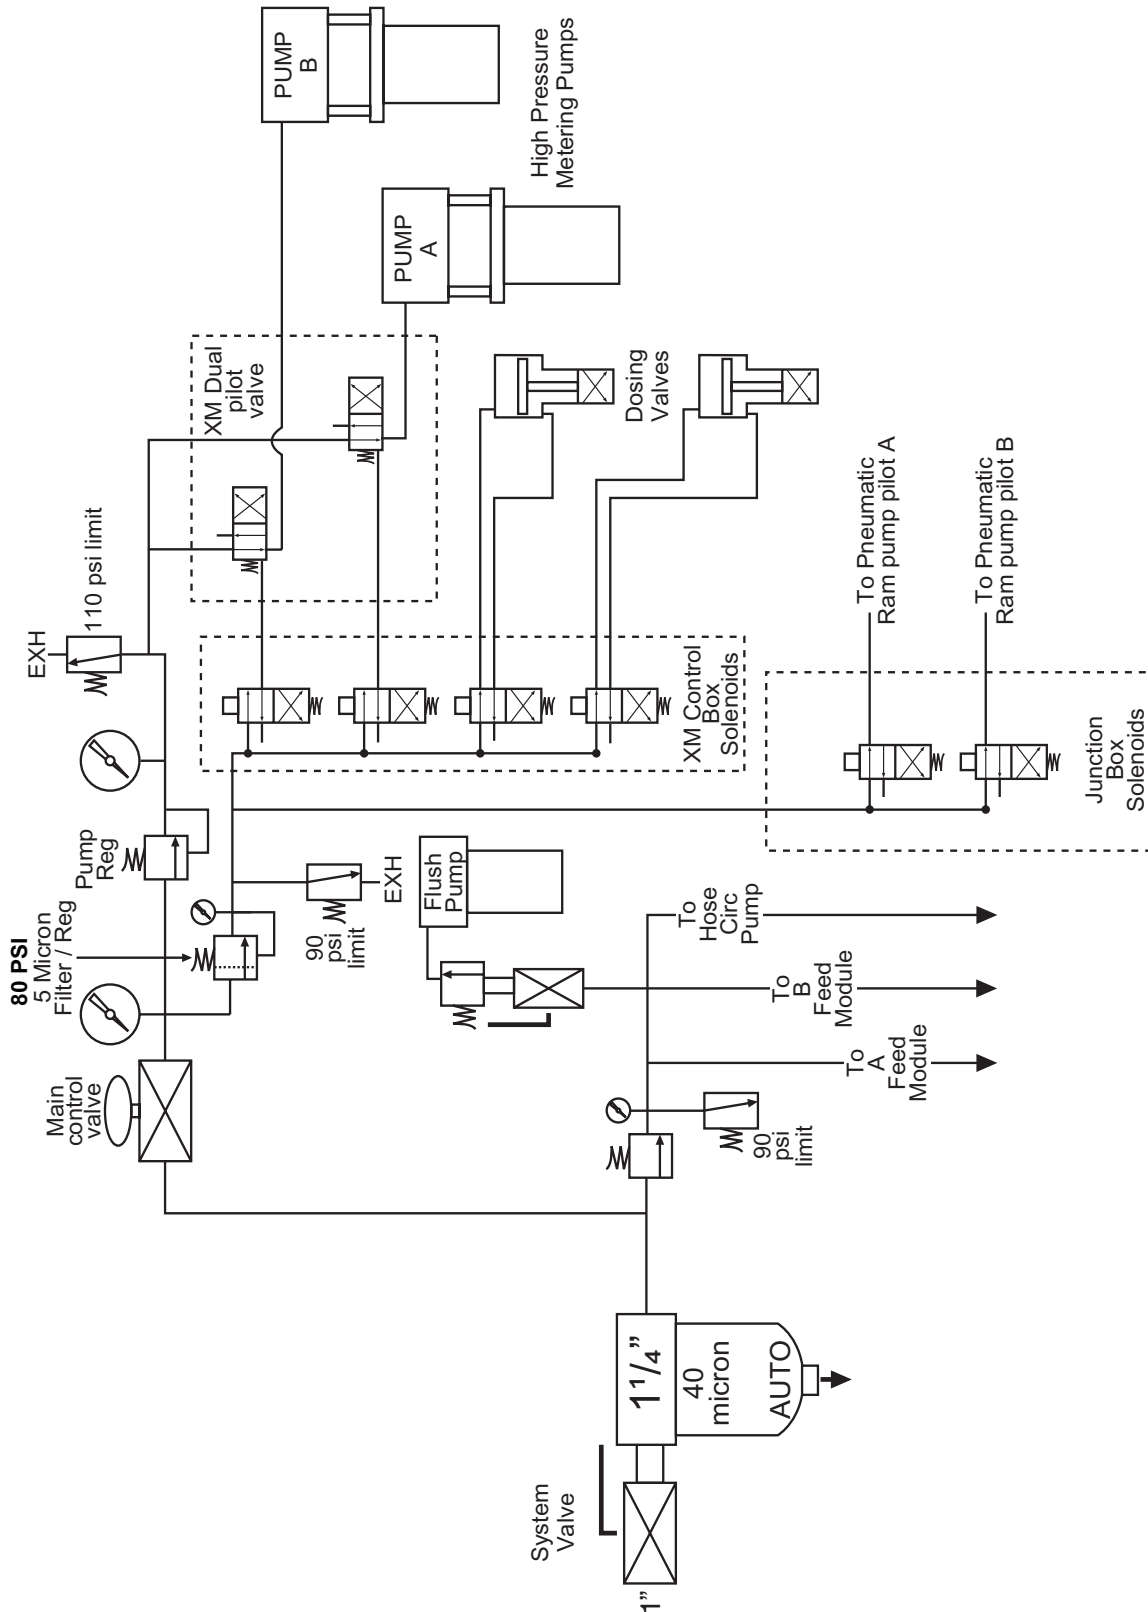 PUMP
B
High Pressure
Metering Pumps
PUMP
A
XM Dual
pilot
valve
Dosing
Valves
EXH
110 psi limit
To Pneumatic
Ram pump pilot A
To Pneumatic
Ram pump pilot B
XM Control
Box
Solenoids
Junction
Box
Solenoids
Pump
Reg
80 PSI
5 Micron
Filter / Reg
90
psi
limit
EXH
Flush
Pump
To
Hose
Circ
Pump
To
B
Feed
Module
To
A
Feed
Module
Main
control
valve
90
psi
limit
1 1/4”
40
micron
AUTO
System
Valve
1”